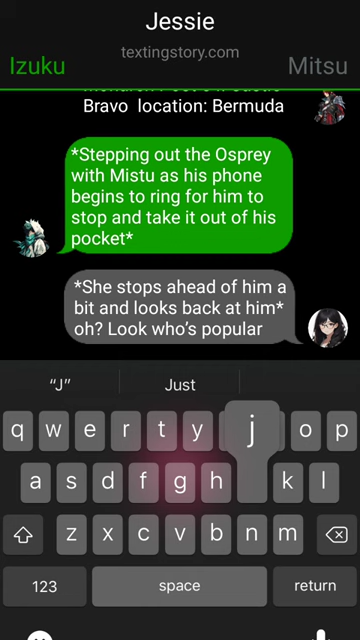 Jessie
textingstory.com
Izuku
Mitsu
Bravo location: Bermuda
*Stepping out the Osprey
with Mistu as his phone
begins to ring for him to
stop and take it out of his
pocket*
*She stops ahead of him a
bit and looks back at him*
oh? Look who's popular
“J” Just
q w e r t y j o p
a s d f g h k l
z x c v b n m
123 space return